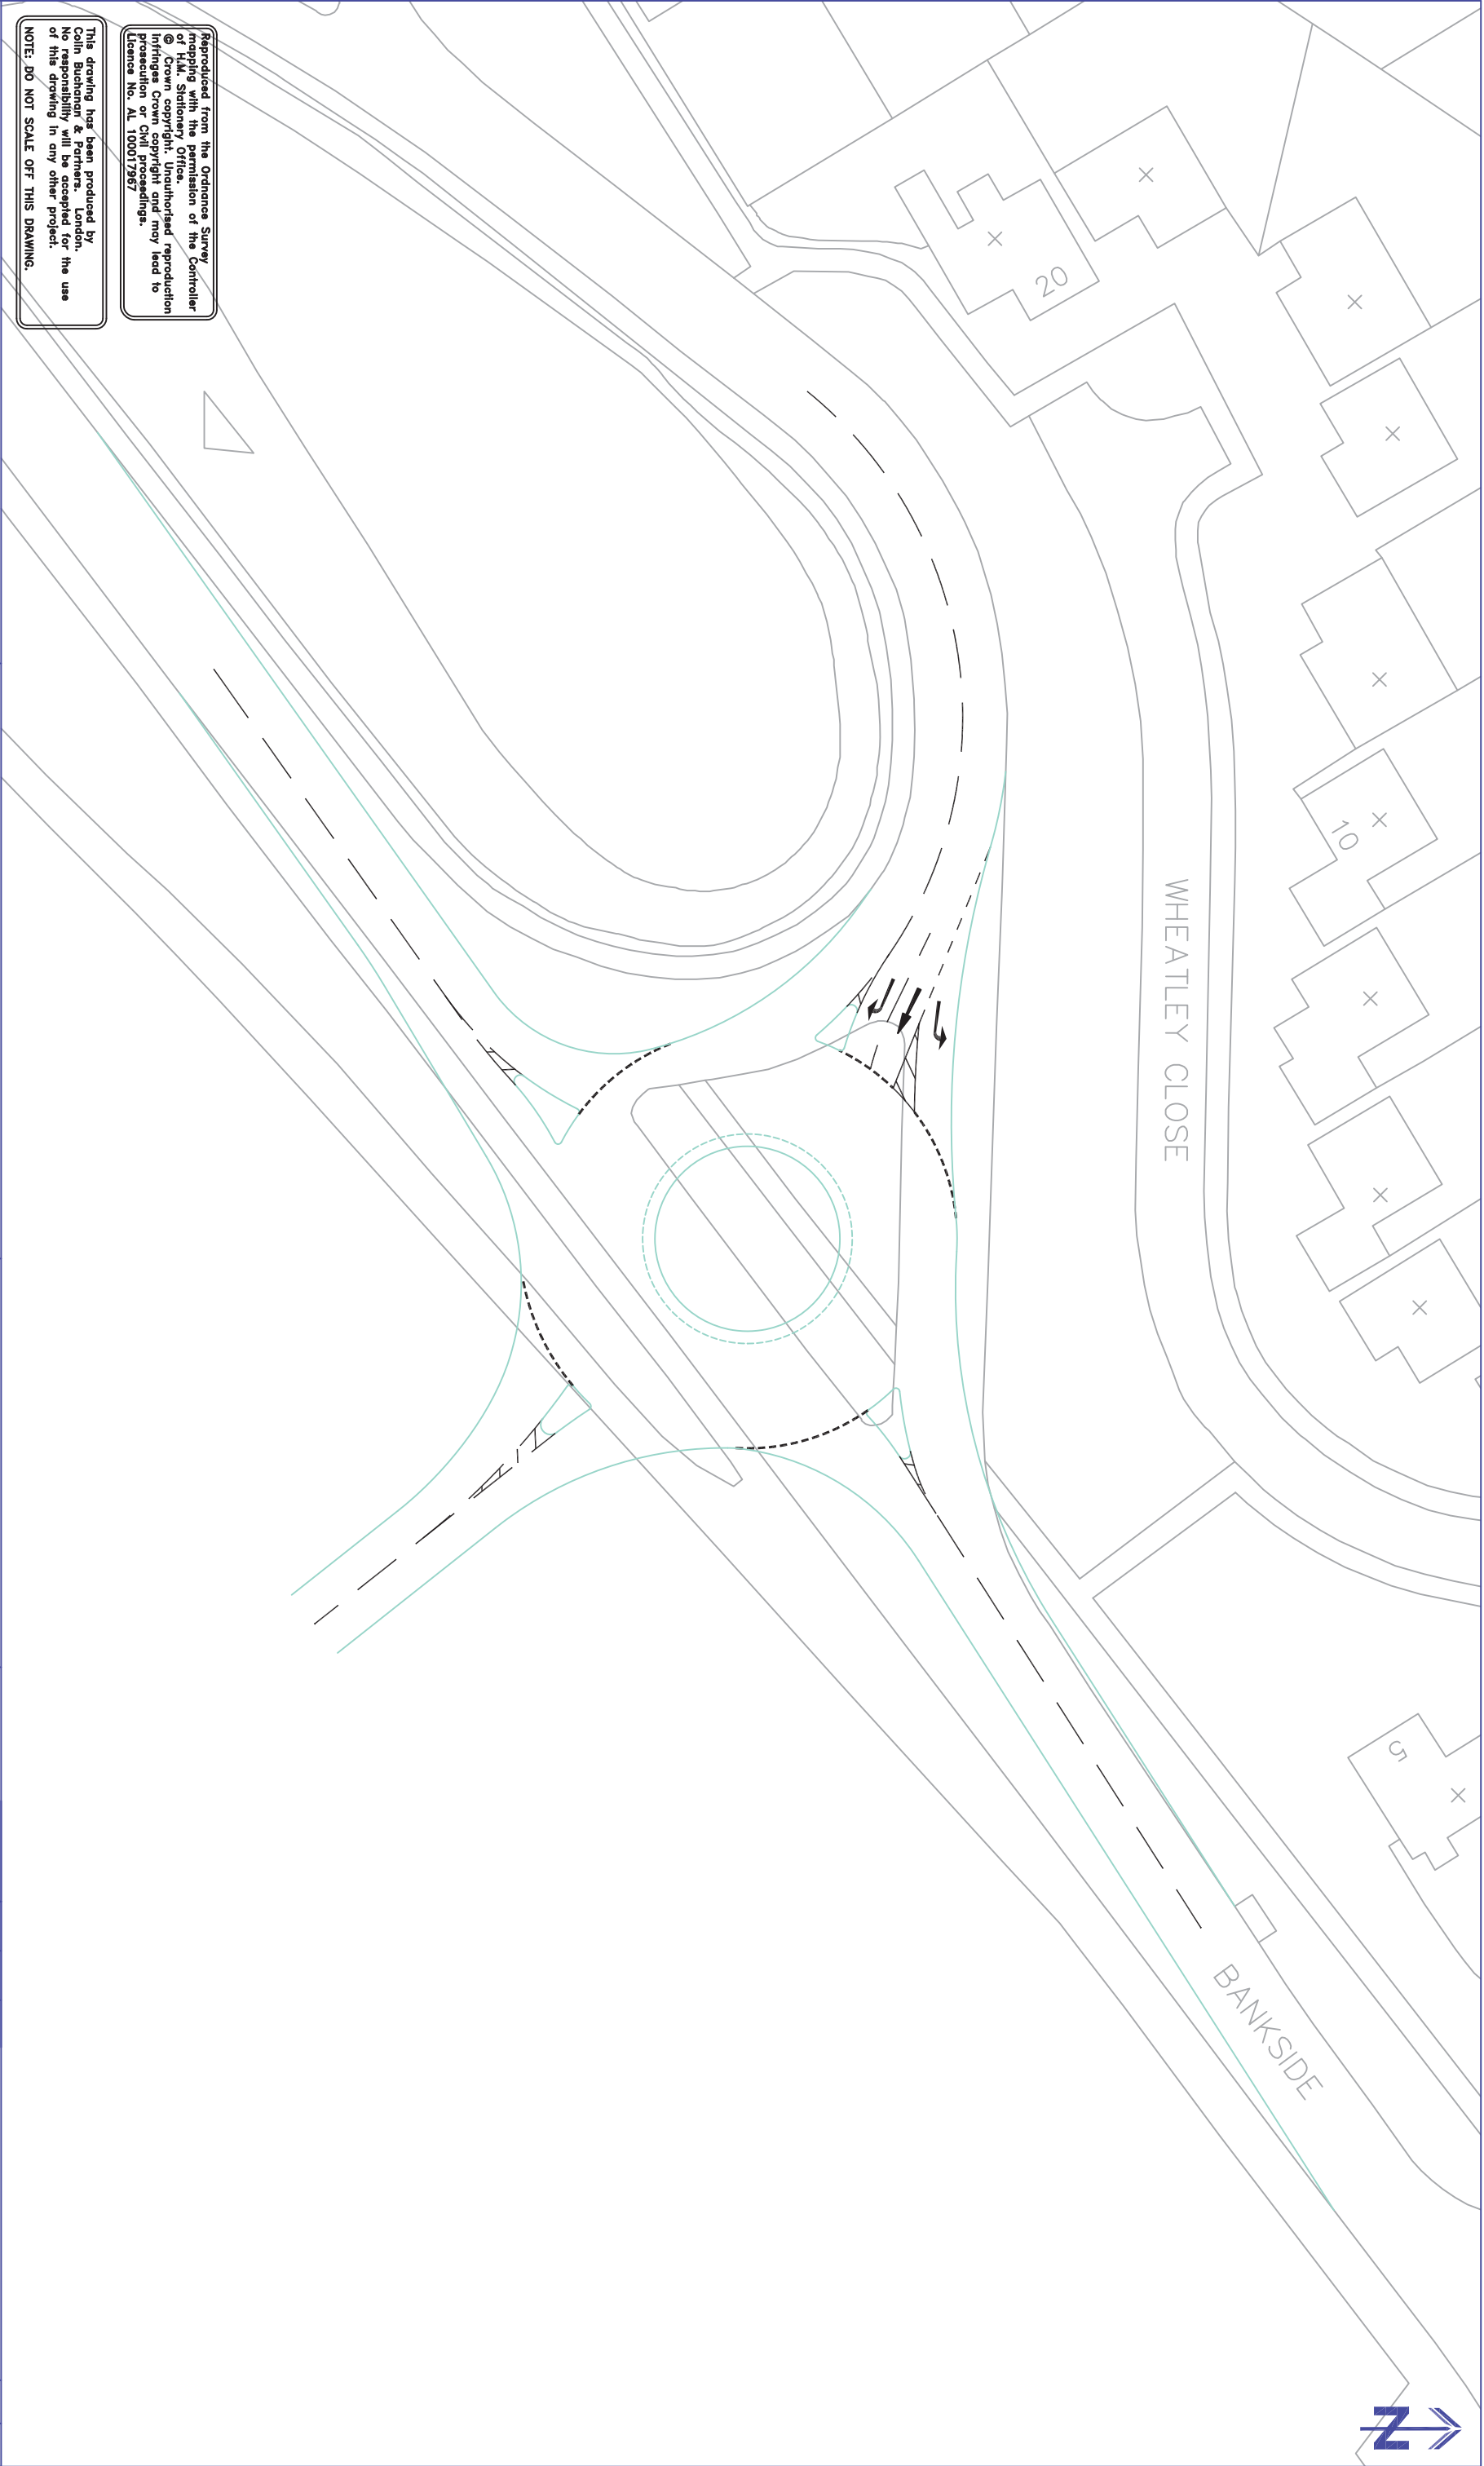 Reproduced from the Ordnance Survey
mapping with the permission of the Controller
of H.M. Stationery Office.
© Crown copyright. Unauthorised reproduction
infringes Crown copyright and may lead to
prosecution or Civil proceedings.
Licence No. AL 100017967
This drawing has been produced by
Colin Buchanan & Partners. London.
No responsibility will be accepted for the use
of this drawing in any other project.
NOTE: DO NOT SCALE OFF THIS DRAWING.
20
10
WHEATLEY CLOSE
5
BANKSIDE
N